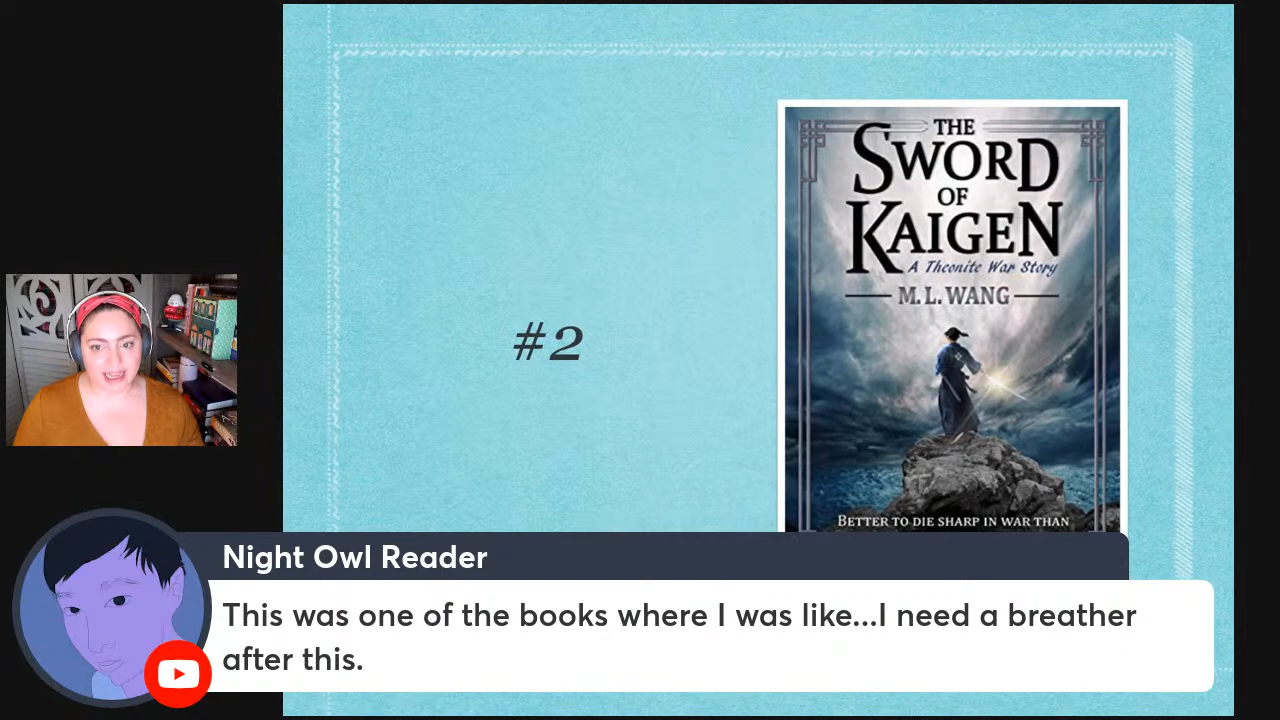 THE
SWORD
OF
KAIGEN
A Theonite War Story
M.L. WANG
#2
BETTER TO DIE SHARP IN WAR THAN
Night Owl Reader
This was one of the books where I was like...I need a breather
after this.